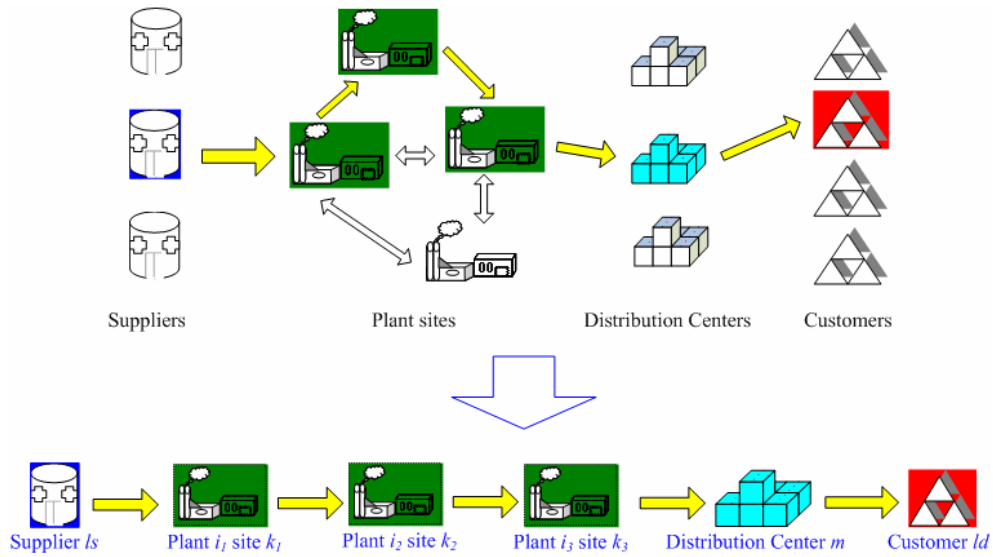 Suppliers
Plant sites
Distribution Centers
Customers
Supplier ls
Plant i1 site k1
Plant i2 site k2
Plant i3 site k3
Distribution Center m
Customer ld